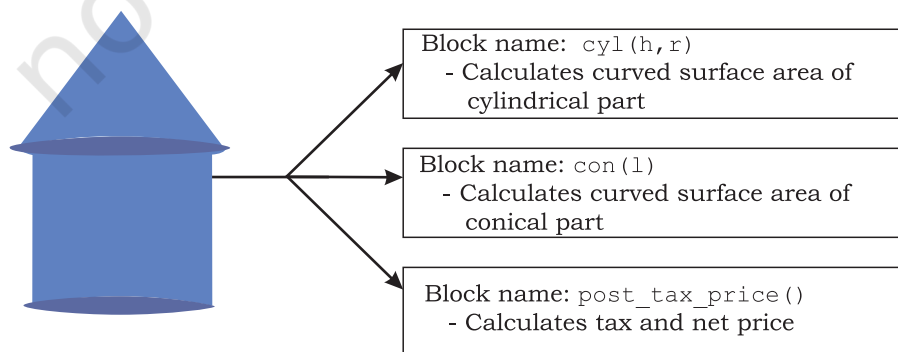 no
Block name: cyl(h,r)
- Calculates curved surface area of
cylindrical part
Block name: con(l)
- Calculates curved surface area of
conical part
Block name: post_tax_price()
- Calculates tax and net price